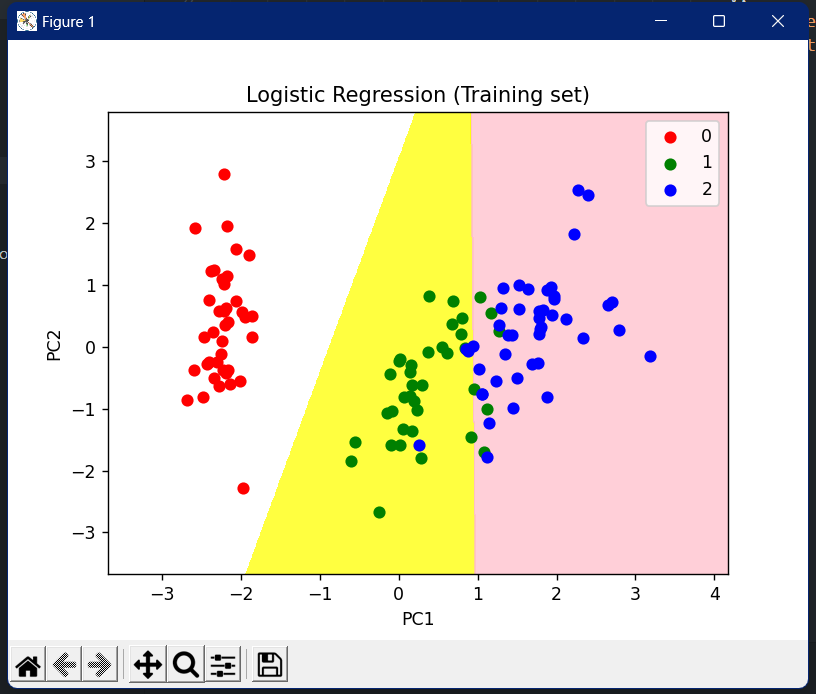 Figure 1
Logistic Regression (Training set)
0
1
2
3
2
1
0
−1
−2
−3
PC2
−3 −2 −1 0 1 2 3 4
PC1